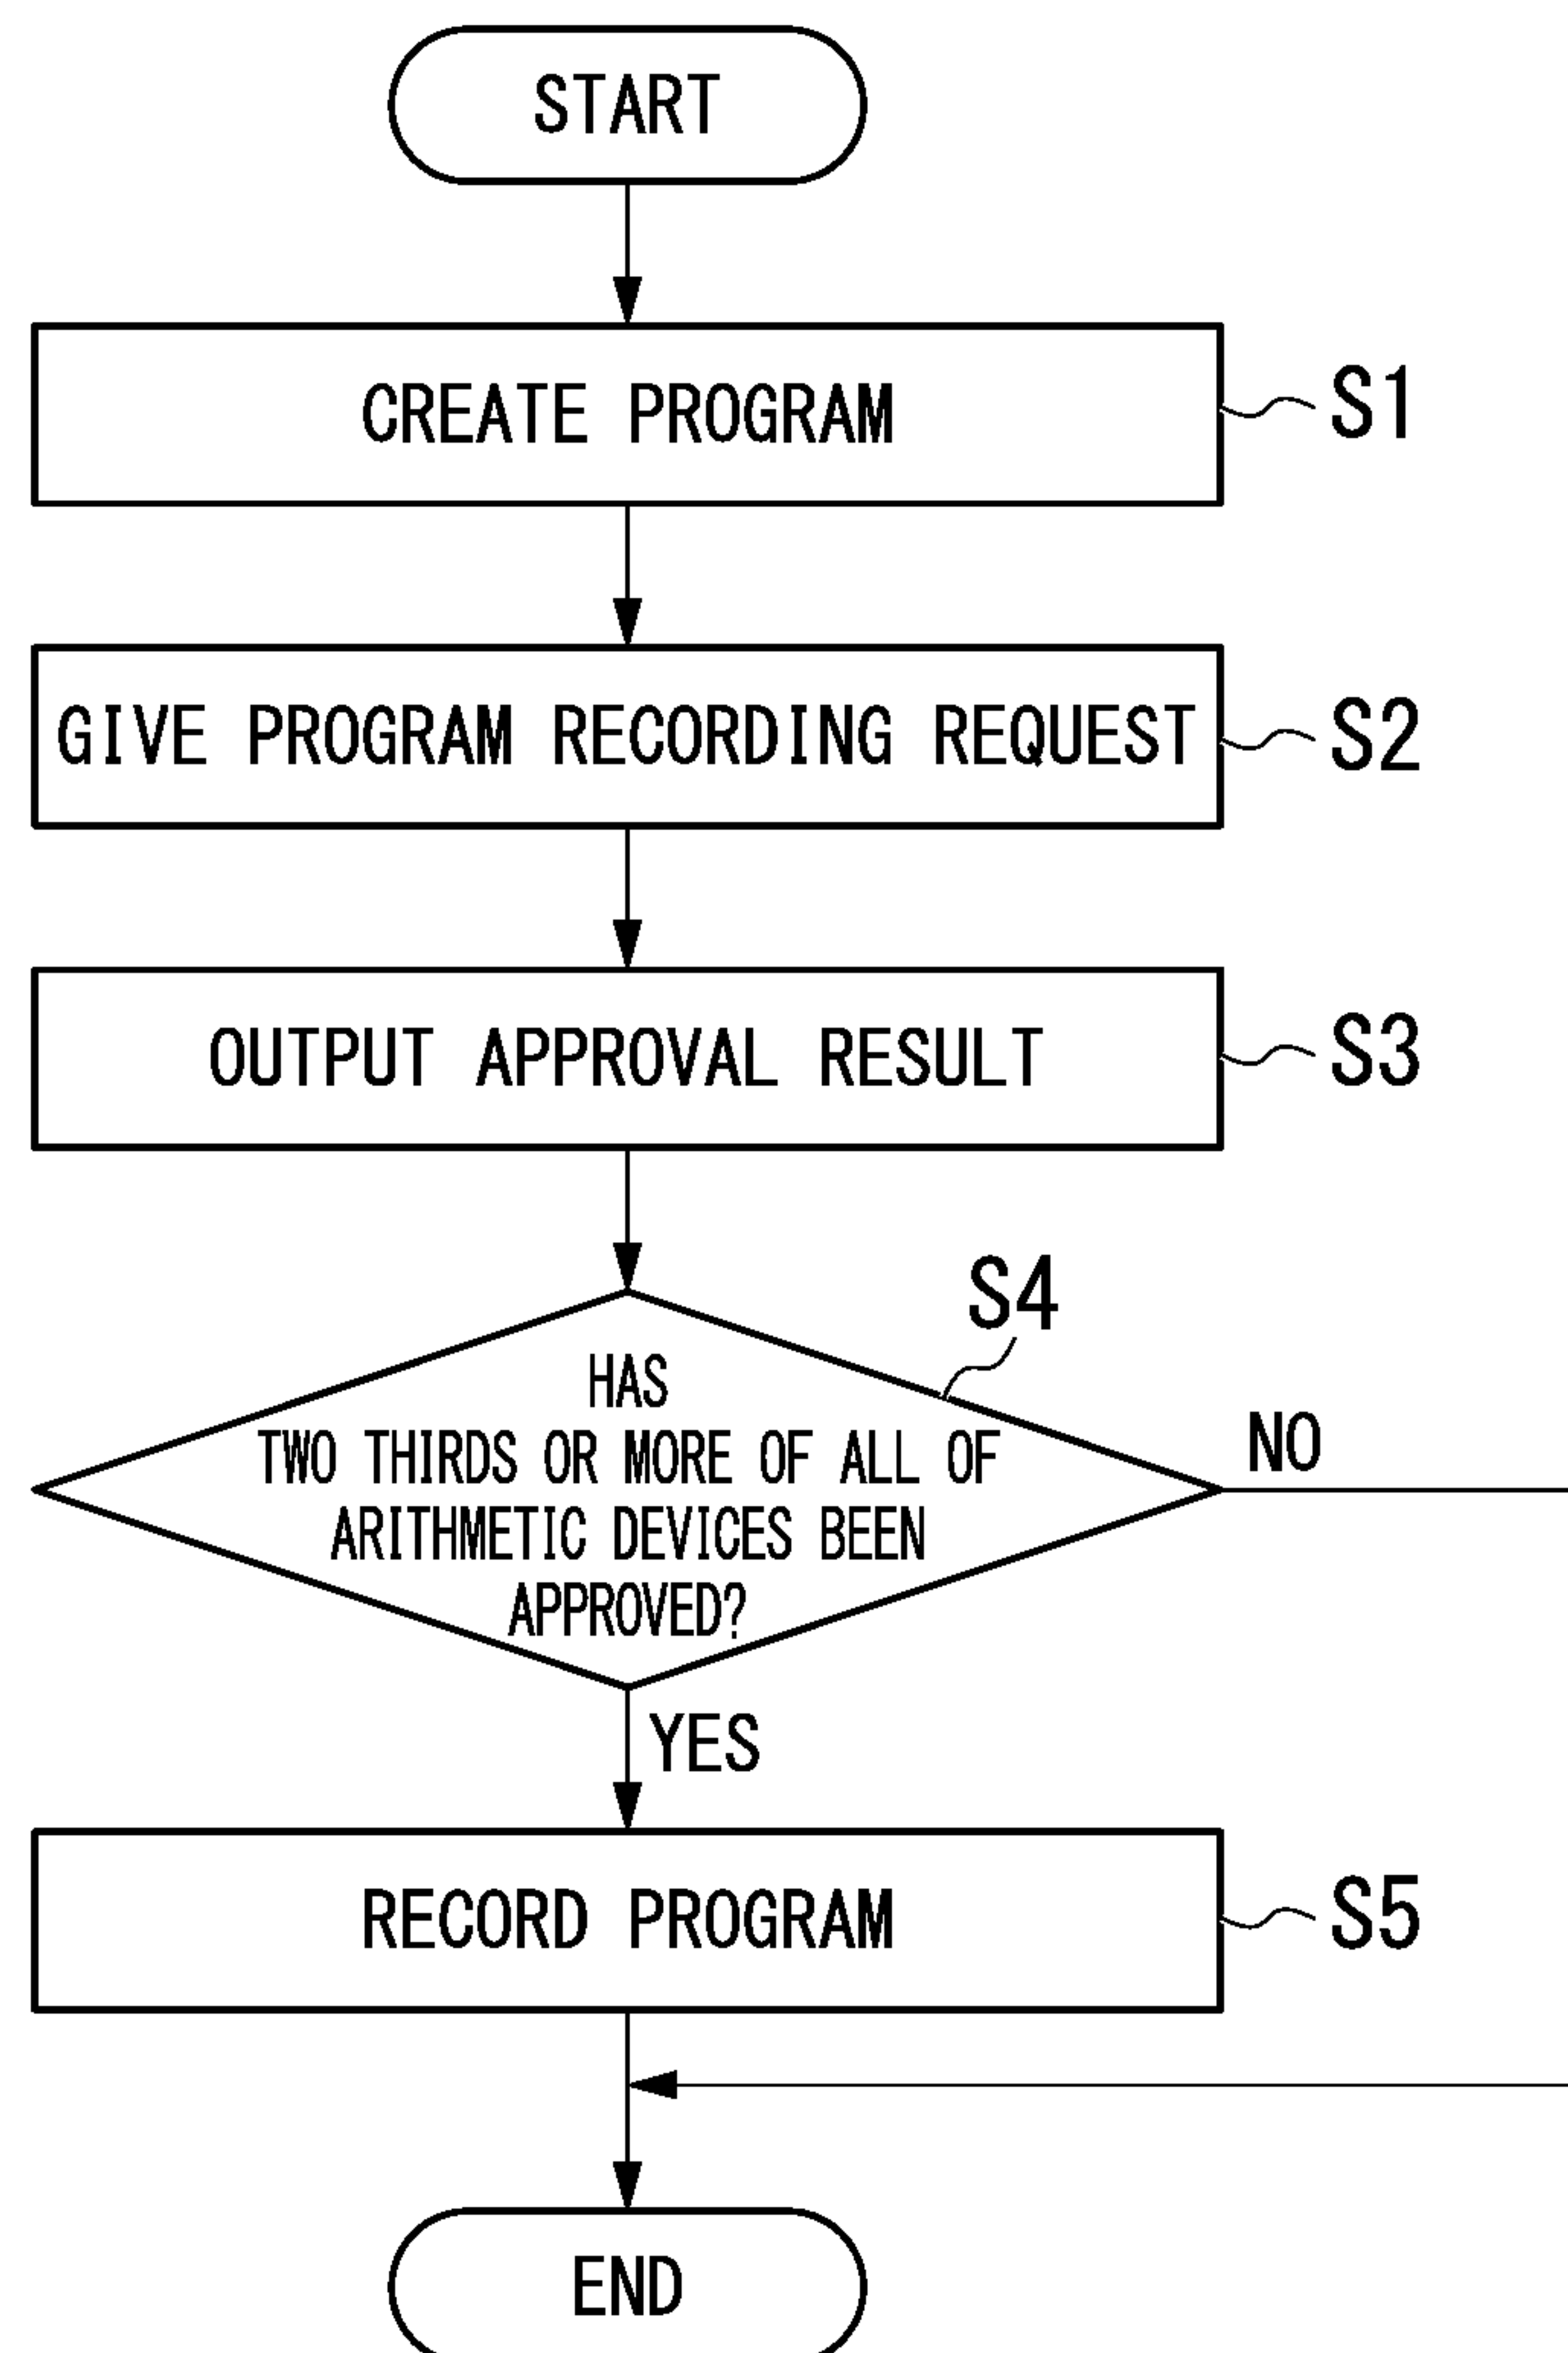 START
CREATE PROGRAM
S1
GIVE PROGRAM RECORDING REQUEST
S2
OUTPUT APPROVAL RESULT
S3
S4
HAS
TWO THIRDS OR MORE OF ALL OF
ARITHMETIC DEVICES BEEN
APPROVED?
NO
YES
RECORD PROGRAM
S5
END